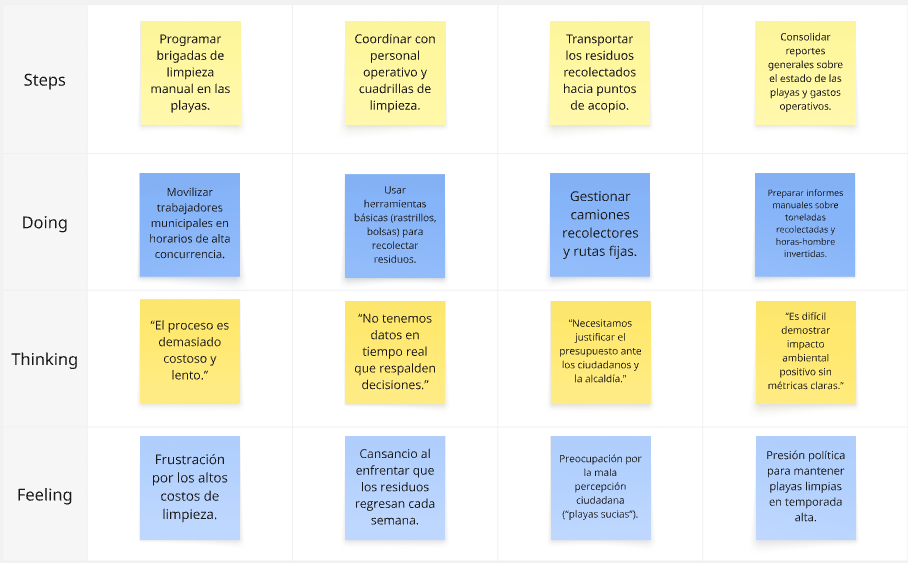 Steps
Programar
brigadas de
limpieza
manual en las
playas.
Coordinar con
personal
operativo y
cuadrillas de
limpieza.
Transportar
los residuos
recolectados
hacia puntos
de acopio.
Consolidar
reportes
generales sobre
el estado de las
playas y gastos
operativos.
Doing
Movilizar
trabajadores
municipales en
horarios de alta
concurrencia.
Usar
herramientas
básicas (rastrillos,
bolsas) para
recolectar
residuos.
Gestionar
camiones
recolectores
y rutas fijas.
Preparar informes
manuales sobre
toneladas
recolectadas y
horas-hombre
invertidas.
Thinking
“El proceso es
demasiado
costoso y
lento.”
“No tenemos
datos en
tiempo real
que respalden
decisiones.”
“Necesitamos
justificar el
presupuesto ante
los ciudadanos y
la alcaldía.”
“Es difícil
demostrar
impacto
ambiental
positivo sin
métricas claras.”
Feeling
Frustración
por los altos
costos de
limpieza.
Cansancio al
enfrentar que
los residuos
regresan cada
semana.
Preocupación por
la mala
percepción
ciudadana
(“playas sucias”).
Presión política
para mantener
playas limpias
en temporada
alta.